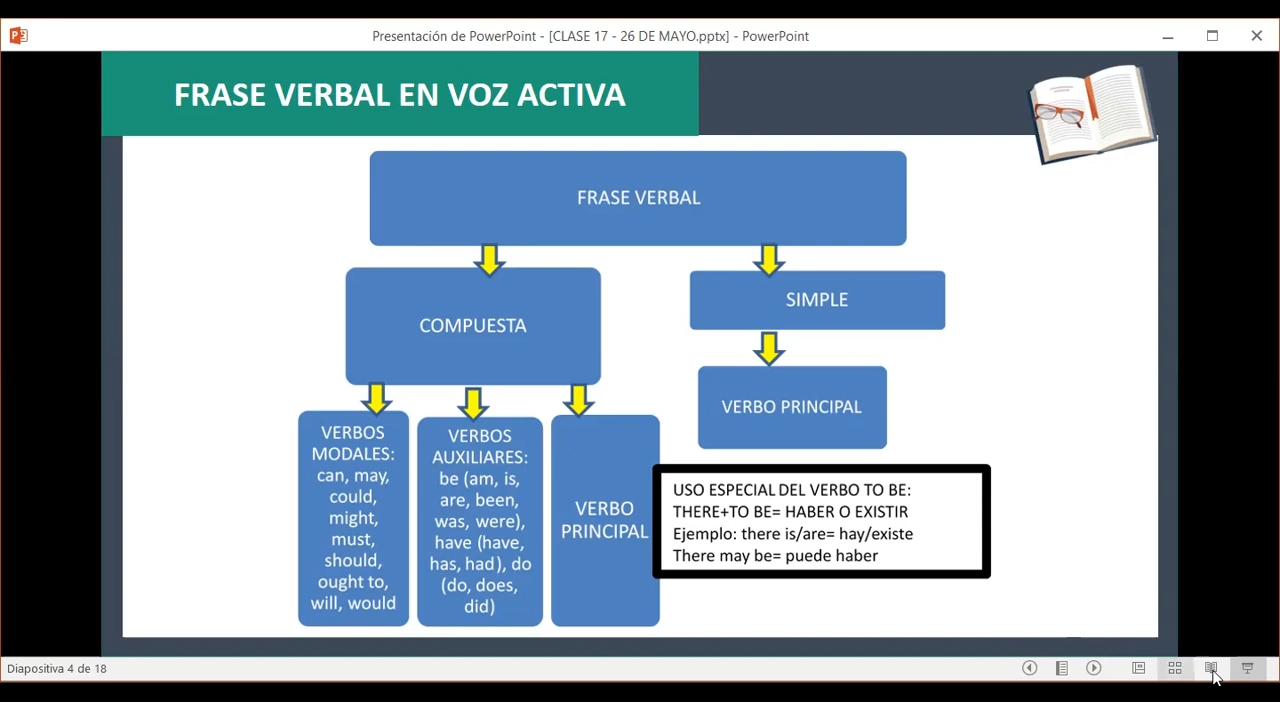 Presentación de PowerPoint - [CLASE 17 - 26 DE MAYO.pptx] - PowerPoint
FRASE VERBAL EN VOZ ACTIVA
FRASE VERBAL
COMPUESTA
SIMPLE
VERBOS
MODALES:
can, may,
could,
might,
must,
should,
ought to,
will, would
VERBOS
AUXILIARES:
be (am, is,
are, been,
was, were),
have (have,
has, had), do
(do, does,
did)
VERBO
PRINCIPAL
VERBO PRINCIPAL
USO ESPECIAL DEL VERBO TO BE:
THERE+TO BE= HABER O EXISTIR
Ejemplo: there is/are= hay/existe
There may be= puede haber
Diapositiva 4 de 18